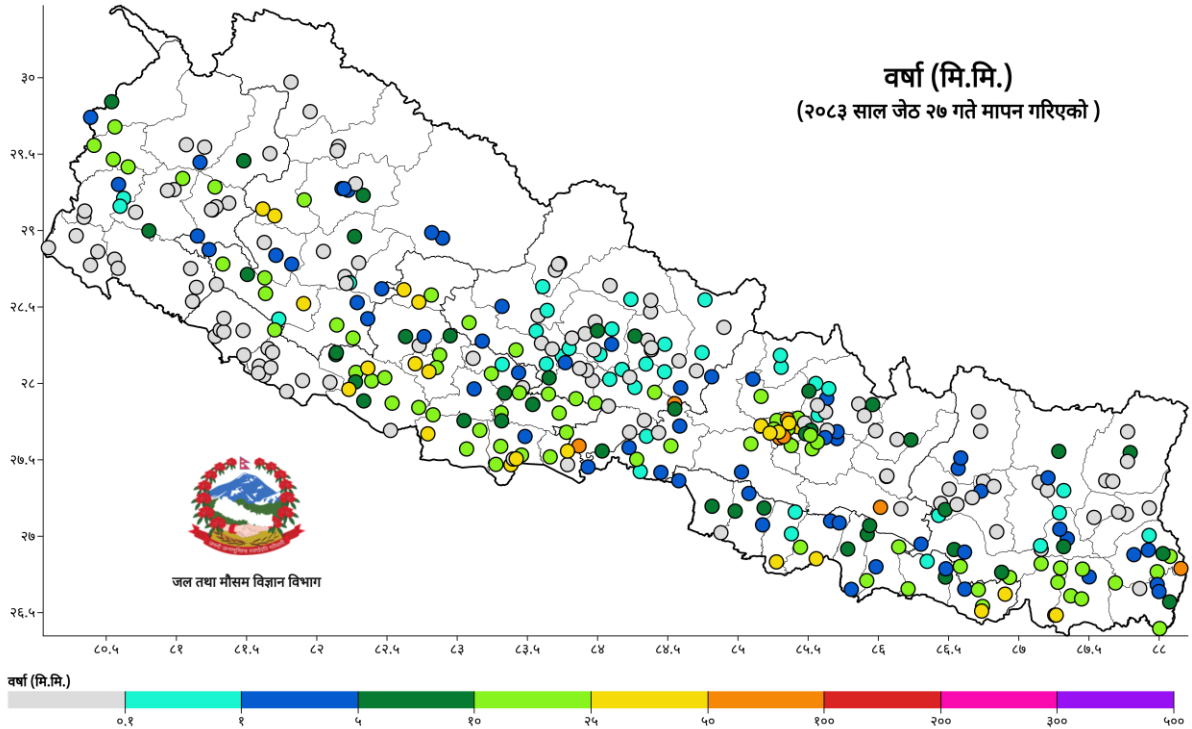 वर्षा (मि.मि.)
(२०८३ साल जेठ २७ गते मापन गरिएको )
३०
२९.५
२९
२८.५
२८
२७.५
२७
२६.५
जल तथा मौसम विज्ञान विभाग
८०.५ ८१ ८१.५ ८२ ८२.५ ८३ ८३.५ ८४ ८४.५ ८५ ८५.५ ८६ ८६.५ ८७ ८७.५ ८८
वर्षा (मि.मि.)
०.१ १ ५ १० २५ ५० १०० २०० ३०० ५००